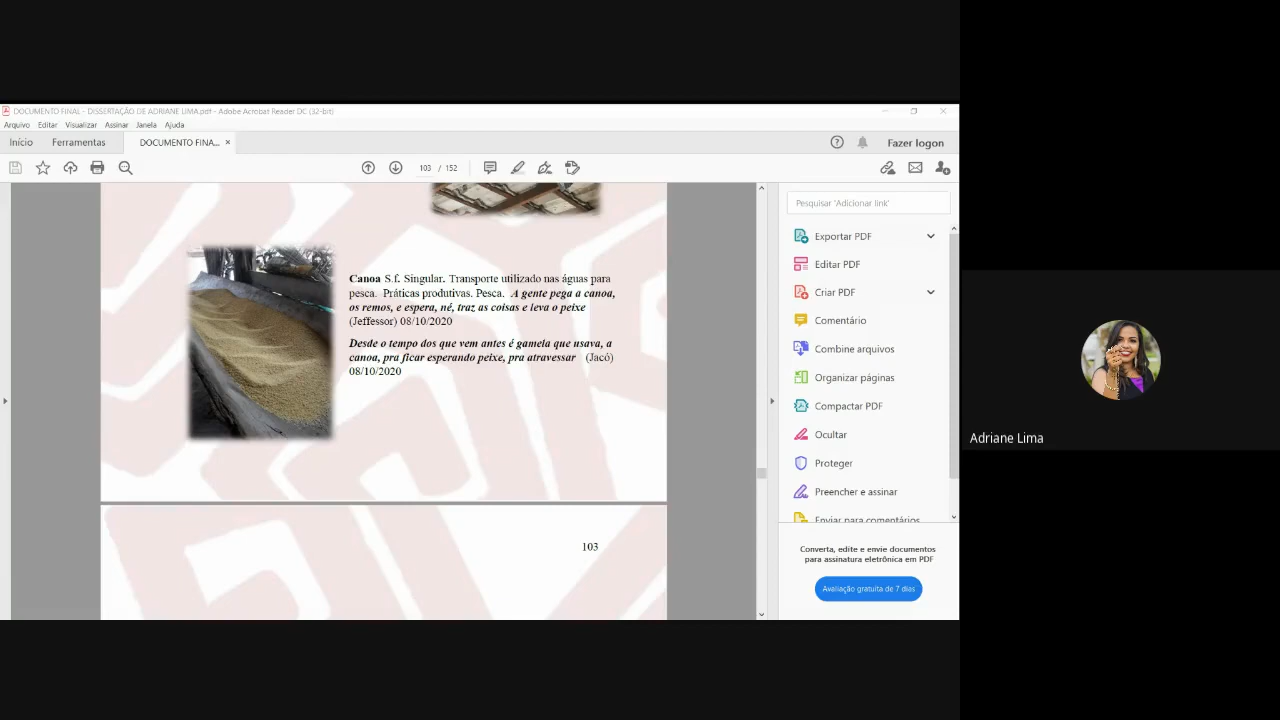 DOCUMENTO FINAL - DISSERTAÇÃO DE ADRIANE LIMA.pdf - Adobe Acrobat Reader DC (32-bit)
Arquivo Editar Visualizar Assinar Janela Ajuda
Início Ferramentas DOCUMENTO FINA... × Fazer logon
103 / 152
Pesquisar 'Adicionar link'
Exportar PDF
Editar PDF
Criar PDF
Comentário
Combine arquivos
Organizar páginas
Compactar PDF
Ocultar
Proteger
Preencher e assinar
Enviar para comentários
Converta, edite e envie documentos
para assinatura eletrônica em PDF
Avaliação gratuita de 7 dias
Canoa S.f. Singular. Transporte utilizado nas águas para
pesca. Práticas produtivas. Pesca. A gente pega a canoa,
os remos, e espera, né, traz as coisas e leva o peixe
(Jeffessor) 08/10/2020
Desde o tempo dos que vem antes é gamela que usava, a
canoa, pra ficar esperando peixe, pra atravessar (Jacó)
08/10/2020
103
Adriane Lima